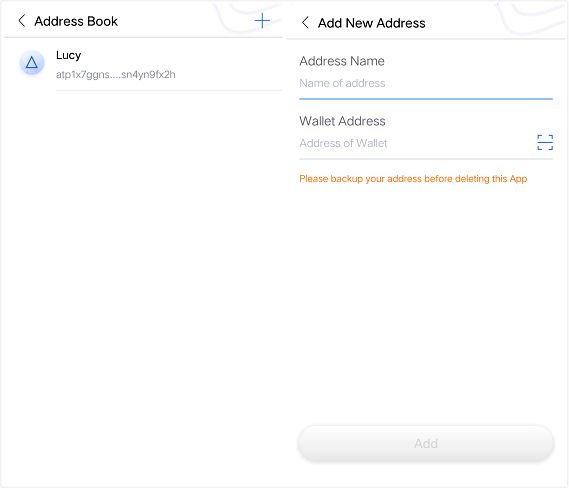 Address Book
Lucy
atp1x7ggns....sn4yn9fx2h
Add New Address
Address Name
Name of address
Wallet Address
Address of Wallet
Please backup your address before deleting this App
Add